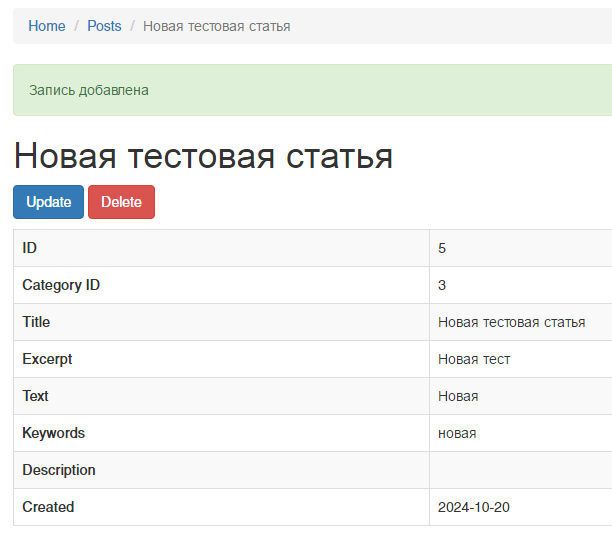 Home / Posts / Новая тестовая статья
Запись добавлена
Новая тестовая статья
Update Delete
ID 5
Category ID 3
Title Новая тестовая статья
Excerpt Новая тест
Text Новая
Keywords новая
Description
Created 2024-10-20